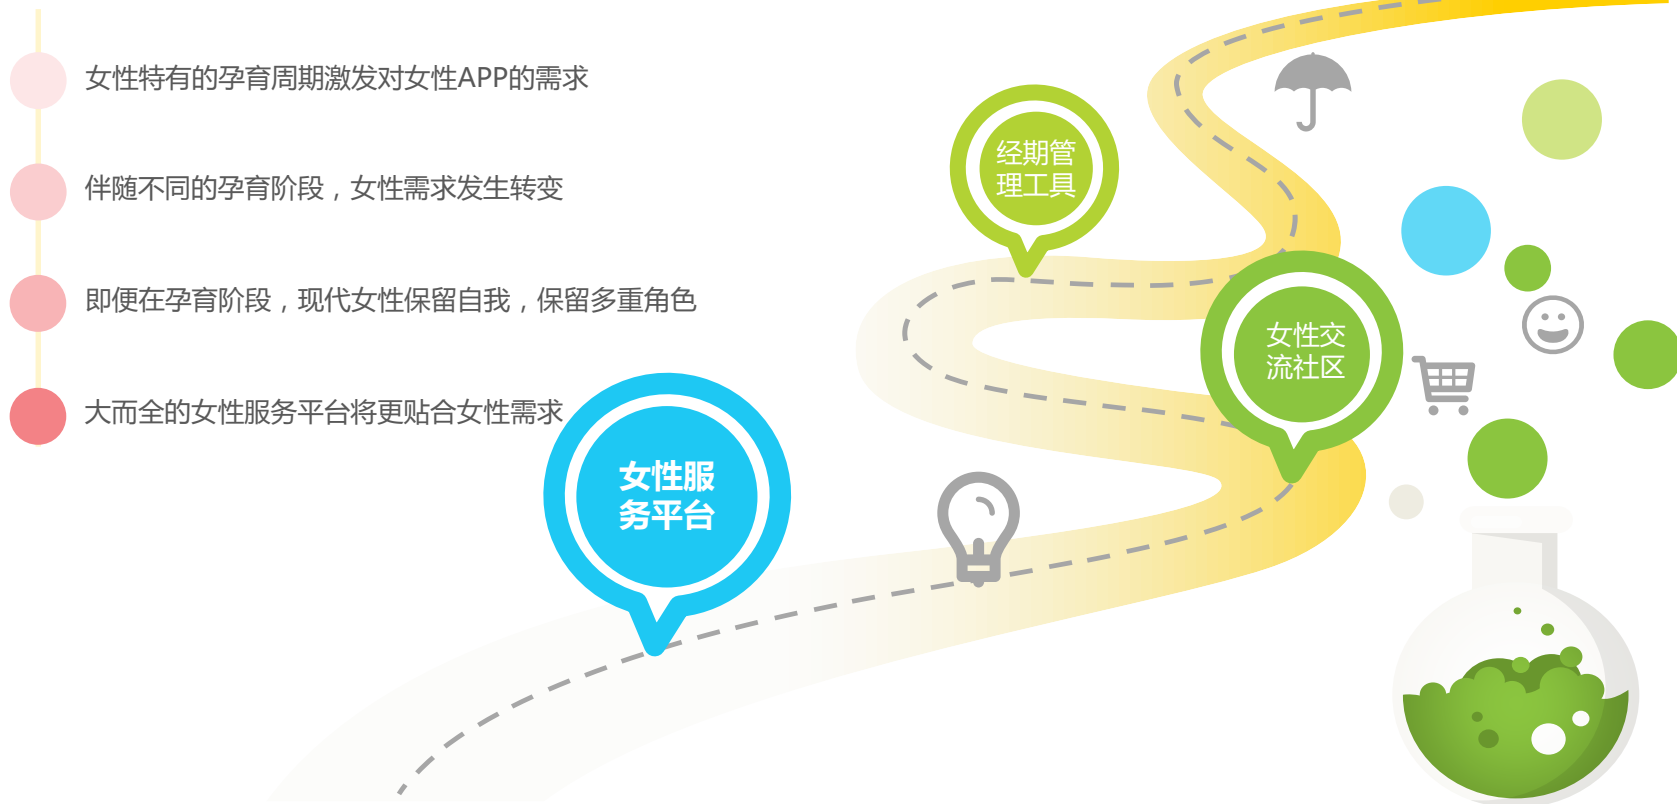 女性特有的孕育周期激发对女性APP的需求
伴随不同的孕育阶段，女性需求发生转变
即便在孕育阶段，现代女性保留自我，保留多重角色
大而全的女性服务平台将更贴合女性需求
经期管
理工具
女性交
流社区
女性服
务平台